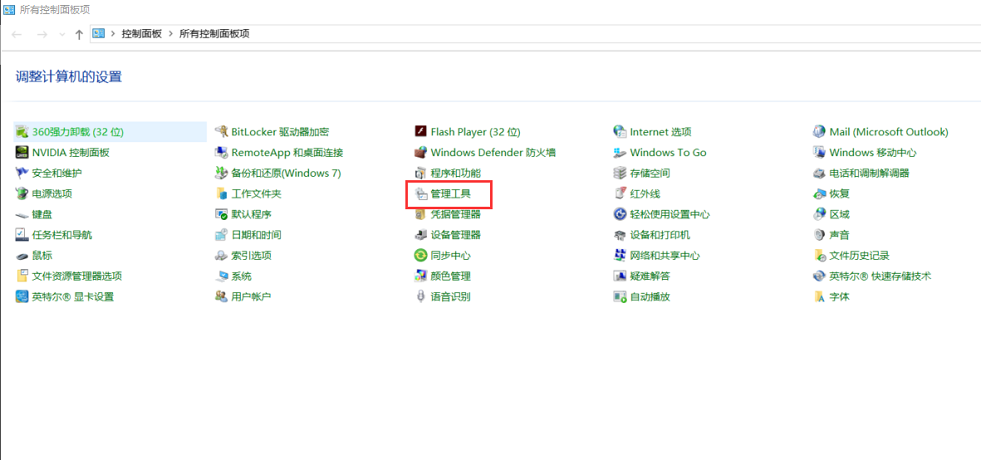 所有控制面板项
控制面板 > 所有控制面板项
调整计算机的设置
360强力卸载 (32 位) BitLocker 驱动器加密 Flash Player (32 位) Internet 选项 Mail (Microsoft Outlook)
NVIDIA 控制面板 RemoteApp 和桌面连接 Windows Defender 防火墙 Windows To Go Windows 移动中心
安全和维护 备份和还原(Windows 7) 程序和功能 存储空间 电话和调制解调器
电源选项 工作文件夹 管理工具 红外线 恢复
键盘 默认程序 凭据管理器 轻松使用设置中心 区域
任务栏和导航 日期和时间 设备管理器 设备和打印机 声音
鼠标 索引选项 同步中心 网络和共享中心 文件历史记录
文件资源管理器选项 系统 颜色管理 疑难解答 英特尔® 快速存储技术
英特尔® 显卡设置 用户帐户 语音识别 自动播放 字体